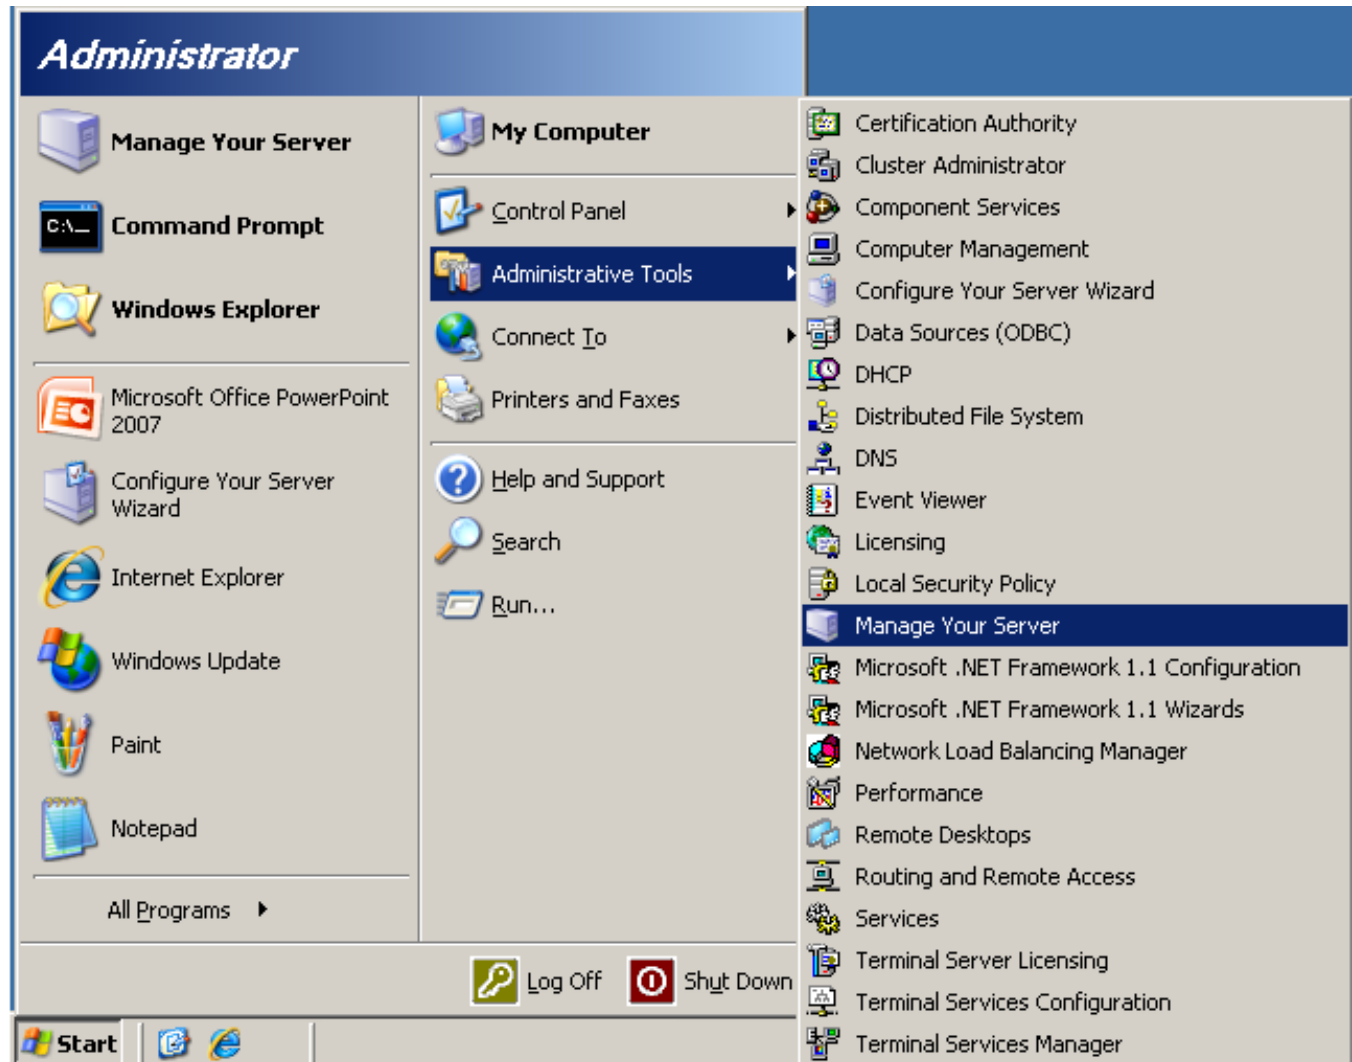 Administrator
Manage Your Server
C:\_
Command Prompt
Windows Explorer
Microsoft Office PowerPoint
2007
Configure Your Server
Wizard
Internet Explorer
Windows Update
Paint
Notepad
All Programs
My Computer
Control Panel
Administrative Tools
Connect To
Printers and Faxes
Help and Support
Search
Run...
Certification Authority
Cluster Administrator
Component Services
Computer Management
Configure Your Server Wizard
Data Sources (ODBC)
DHCP
Distributed File System
DNS
Event Viewer
Licensing
Local Security Policy
Manage Your Server
Microsoft .NET Framework 1.1 Configuration
Microsoft .NET Framework 1.1 Wizards
Network Load Balancing Manager
Performance
Remote Desktops
Routing and Remote Access
Services
Terminal Server Licensing
Terminal Services Configuration
Terminal Services Manager
Log Off
Shut Down
Start